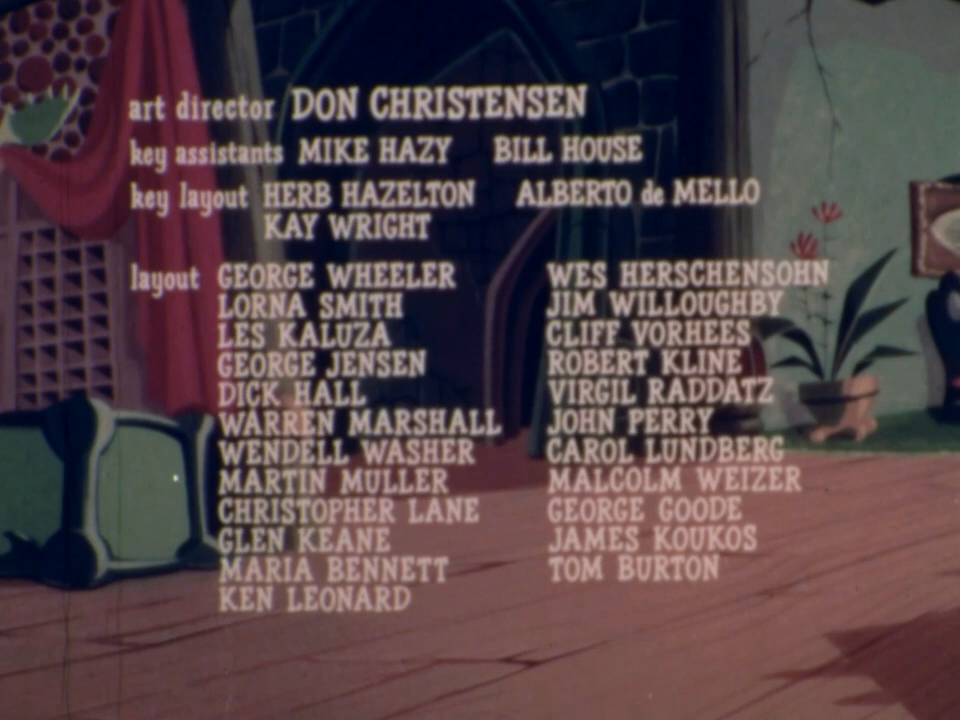 art director DON CHRISTENSEN
key assistants MIKE HAZY BILL HOUSE
key layout HERB HAZELTON ALBERTO de MELLO
KAY WRIGHT
layout GEORGE WHEELER WES HERSCHENSOHN
LORNA SMITH JIM WILLOUGHBY
LES KALUZA CLIFF VORHEES
GEORGE JENSEN ROBERT KLINE
DICK HALL VIRGIL RADDATZ
WARREN MARSHALL JOHN PERRY
WENDELL WASHER CAROL LUNDBERG
MARTIN MULLER MALCOLM WEIZER
CHRISTOPHER LANE GEORGE GOODE
GLEN KEANE JAMES KOUKOS
MARIA BENNETT TOM BURTON
KEN LEONARD